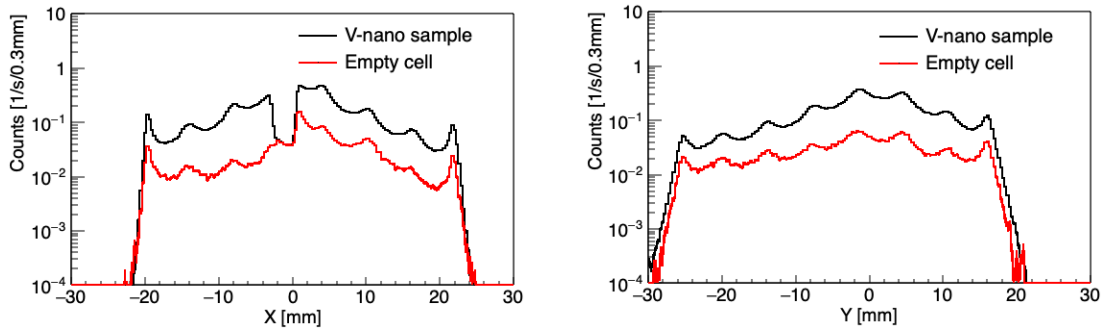 Counts [1/s/0.3mm]
10
1
10⁻¹
10⁻²
10⁻³
10⁻⁴
V-nano sample
Empty cell
−30 −20 −10 0 10 20 30
X [mm]
Counts [1/s/0.3mm]
10
1
10⁻¹
10⁻²
10⁻³
10⁻⁴
V-nano sample
Empty cell
−30 −20 −10 0 10 20 30
Y [mm]